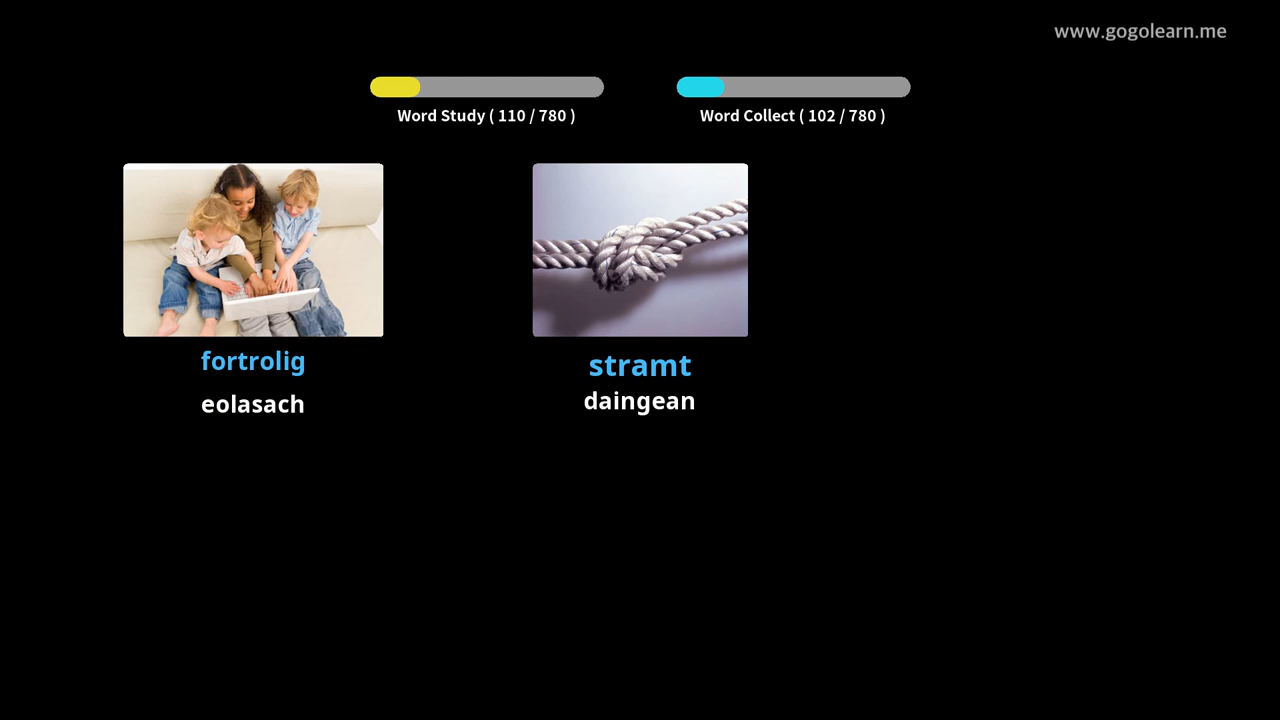 www.gogolearn.me
Word Study ( 110 / 780 )
Word Collect ( 102 / 780 )
fortrolig
eolasach
stramt
daingean